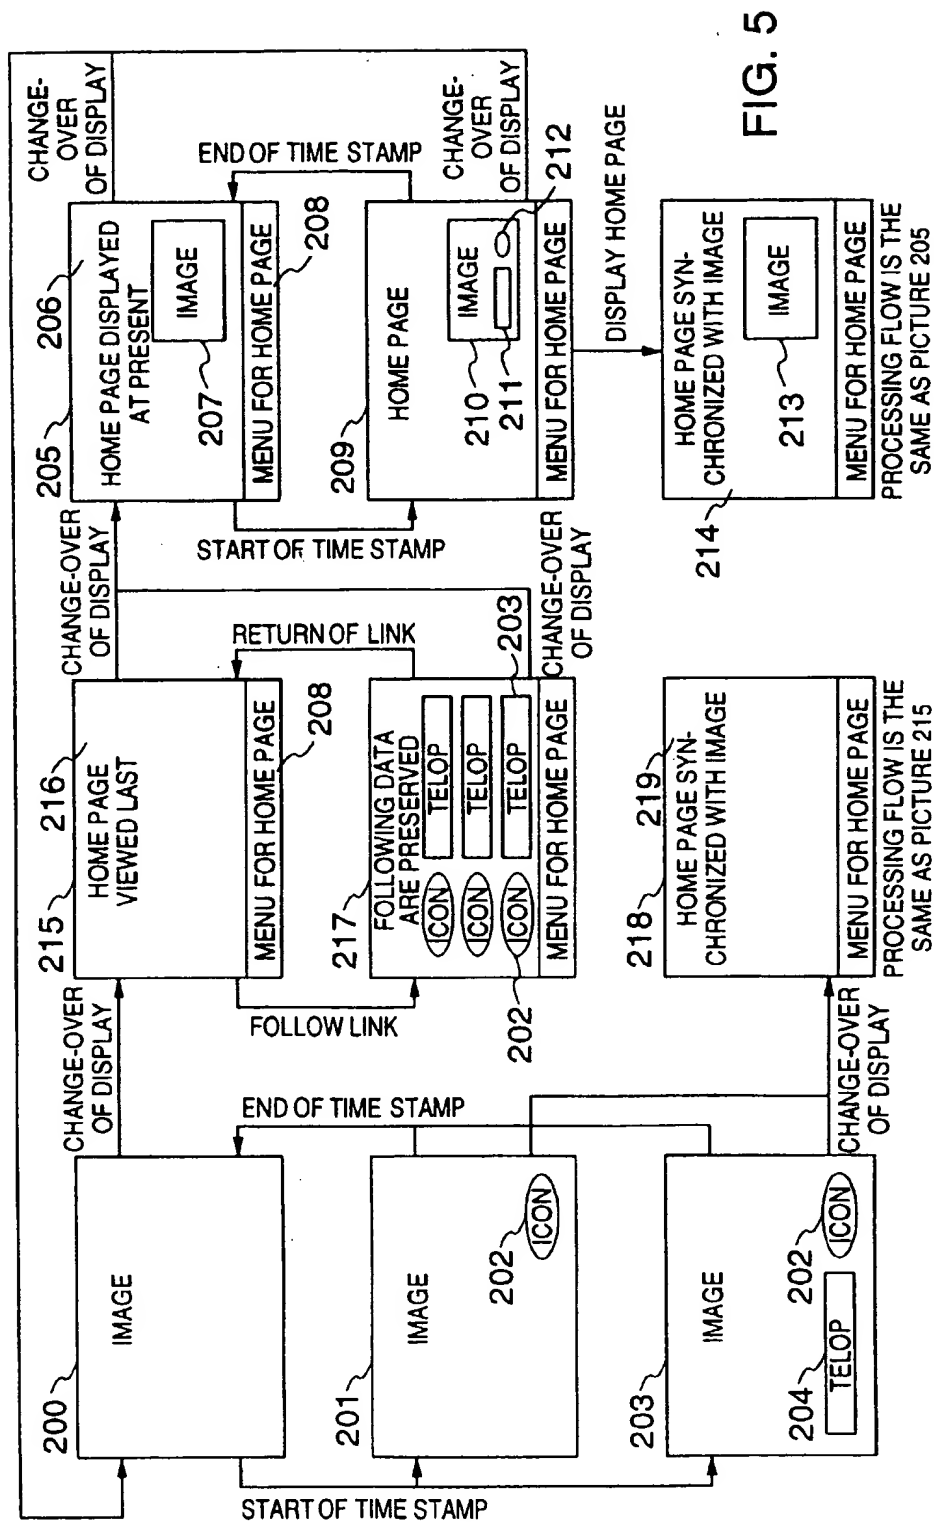 200
IMAGE
START OF TIME STAMP
201
IMAGE
202
ICON
203
IMAGE
204
TELOP
202
ICON
END OF TIME STAMP
CHANGE-OVER
OF DISPLAY
CHANGE-OVER
OF DISPLAY
215
216
HOME PAGE
VIEWED LAST
MENU FOR HOME PAGE
208
FOLLOW LINK
RETURN OF LINK
217
FOLLOWING DATA
ARE PRESERVED
ICON
TELOP
ICON
TELOP
ICON
TELOP
202
203
MENU FOR HOME PAGE
218
219
HOME PAGE SYN-
CHRONIZED WITH IMAGE
MENU FOR HOME PAGE
PROCESSING FLOW IS THE
SAME AS PICTURE 215
CHANGE-OVER
OF DISPLAY
CHANGE-OVER
OF DISPLAY
205
206
HOME PAGE DISPLAYED
AT PRESENT
207
IMAGE
MENU FOR HOME PAGE
208
START OF TIME STAMP
END OF TIME STAMP
209
HOME PAGE
210
IMAGE
211
212
MENU FOR HOME PAGE
DISPLAY HOME PAGE
HOME PAGE SYN-
CHRONIZED WITH IMAGE
213
IMAGE
214
MENU FOR HOME PAGE
PROCESSING FLOW IS THE
SAME AS PICTURE 205
CHANGE-
OVER
OF DISPLAY
CHANGE-
OVER
OF DISPLAY
FIG. 5